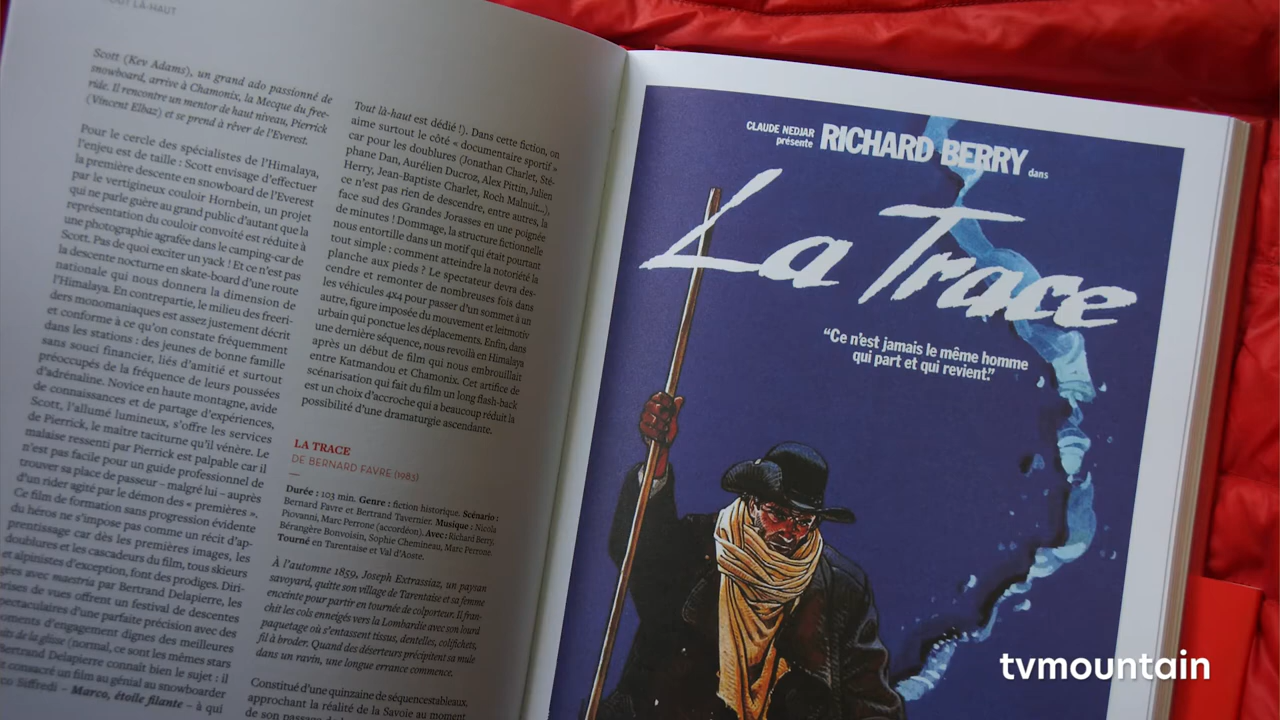 OUT LÀ-HAUT
Scott (Kev Adams), un grand ado passionné de
snowboard, arrive à Chamonix, la Mecque du free-
ride. Il rencontre un mentor de haut niveau, Pierrick
(Vincent Elbaz) et se prend à rêver de l'Everest.
Pour le cercle des spécialistes de l'Himalaya,
l'enjeu est de taille : Scott envisage d'effectuer
la première descente en snowboard de l'Everest
par le vertigineux couloir Hornbein, un projet
qui ne parle guère au grand public d'autant que la
représentation du couloir convoité est réduite à
une photographie agrafée dans le camping-car de
Scott. Pas de quoi exciter un yack ! Et ce n'est pas
la descente nocturne en skate-board d'une route
nationale qui nous donnera la dimension de
l'Himalaya. En contrepartie, le milieu des freeri-
ders monomaniaques est assez justement décrit
et conforme à ce qu'on constate fréquemment
dans les stations : des jeunes de bonne famille
sans souci financier, liés d'amitié et surtout
préoccupés de la fréquence de leurs poussées
d'adrénaline. Novice en haute montagne, avide
de connaissances et de partage d'expériences,
Scott, l'allumé lumineux, s'offre les services
de Pierrick, le maître taciturne qu'il vénère. Le
malaise ressenti par Pierrick est palpable car il
n'est pas facile pour un guide professionnel de
trouver sa place de passeur – malgré lui – auprès
d'un rider agité par le démon des « premières ».
Ce film de formation sans progression évidente
du héros ne s'impose pas comme un récit d'ap-
prentissage car dès les premières images, les
doublures et les cascadeurs du film, tous skieurs
et alpinistes d'exception, font des prodiges. Diri-
gées avec maestria par Bertrand Delapierre, les
prises de vues offrent un festival de descentes
spectaculaires d'une parfaite précision avec des
ments d'engagement dignes des meilleures
uits de la glisse (normal, ce sont les mêmes stars
Bertrand Delapierre connaît bien le sujet : il
consacré un film au génial au snowboarder
co Siffredi – Marco, étoile filante – à qui
Tout là-haut est dédié !). Dans cette fiction, on
aime surtout le côté « documentaire sportif »
car pour les doublures (Jonathan Charlet, Sté-
phane Dan, Aurélien Ducroz, Alex Pittin, Julien
Herry, Jean-Baptiste Charlet, Roch Malnuit...),
ce n'est pas rien de descendre, entre autres, la
face sud des Grandes Jorasses en une poignée
de minutes ! Dommage, la structure fictionnelle
nous entortille dans un motif qui était pourtant
tout simple : comment atteindre la notoriété la
planche aux pieds ? Le spectateur devra des-
cendre et remonter de nombreuses fois dans
les véhicules 4x4 pour passer d'un sommet à un
autre, figure imposée du mouvement et leitmotiv
urbain qui ponctue les déplacements. Enfin, dans
une dernière séquence, nous revoilà en Himalaya
après un début de film qui nous embrouillait
entre Katmandou et Chamonix. Cet artifice de
scénarisation qui fait du film un long flash-back
est un choix d'accroche qui a beaucoup réduit la
possibilité d'une dramaturgie ascendante.
LA TRACE
DE BERNARD FAVRE (1983)
Durée : 103 min. Genre : fiction historique. Scénario :
Bernard Favre et Bertrand Tavernier. Musique : Nicola
Piovanni, Marc Perrone (accordéon). Avec : Richard Berry,
Bérangère Bonvoisin, Sophie Chemineau, Marc Perrone.
Tourné en Tarentaise et Val d'Aoste.
À l'automne 1859, Joseph Extrassiaz, un paysan
savoyard, quitte son village de Tarentaise et sa femme
enceinte pour partir en tournée de colporteur. Il fran-
chit les cols enneigés vers la Lombardie avec son lourd
paquetage où s'entassent tissus, dentelles, colifichets,
fil à broder. Quand des déserteurs précipitent sa mule
dans un ravin, une longue errance commence.
Constitué d'une quinzaine de séquences tableaux,
approchant la réalité de la Savoie au moment
de son passage
CLAUDE NEDJAR
présente
RICHARD BERRY dans
La Trace
“Ce n'est jamais le même homme
qui part et qui revient.”
tvmountain